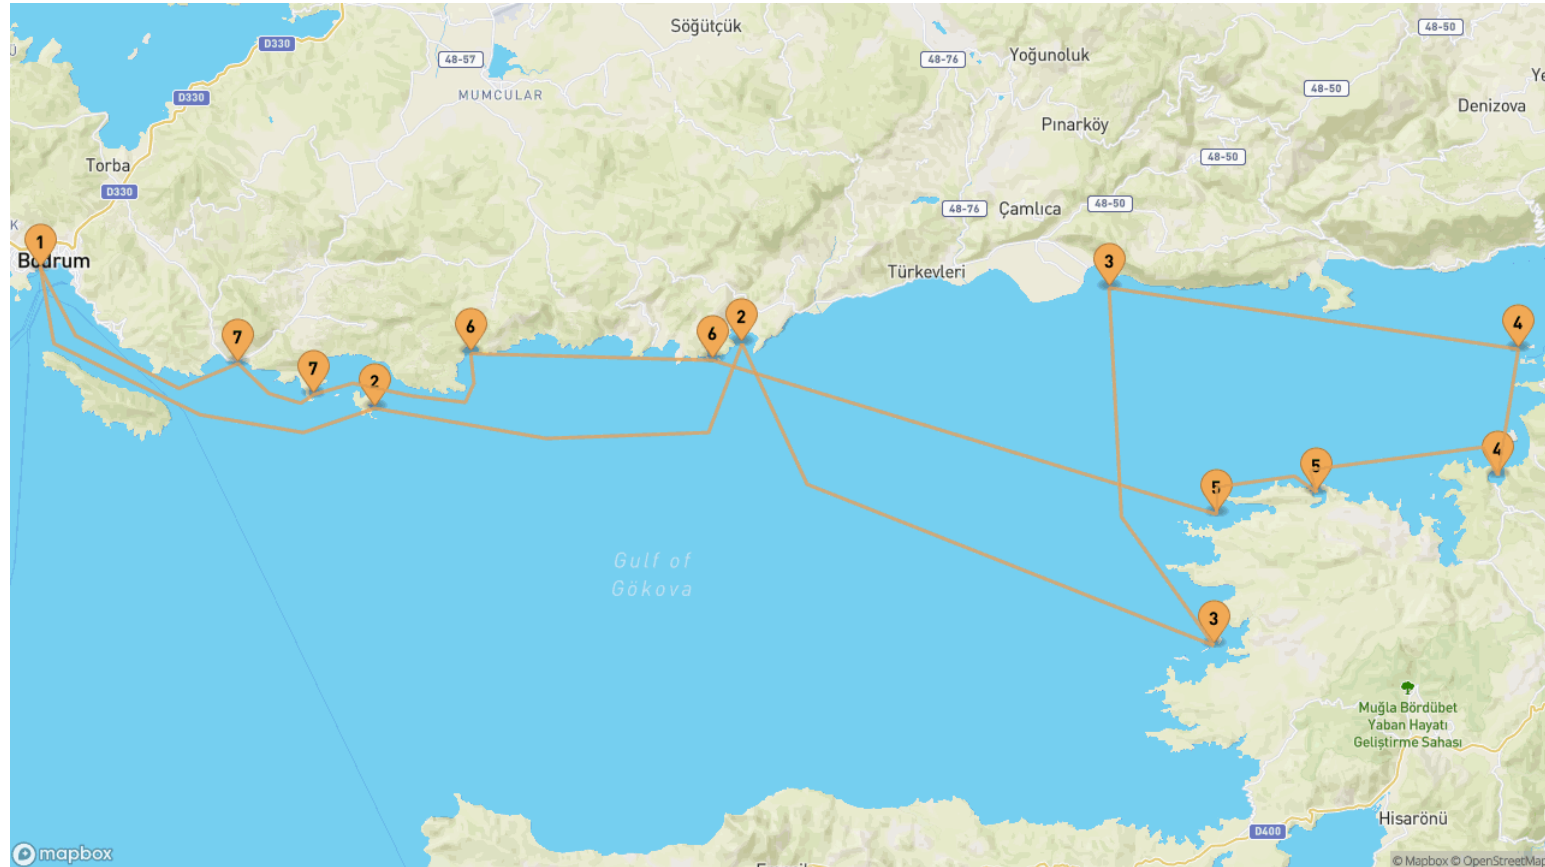 Söğütçük
48-50
D330
48-57
48-76
Yoğunoluk
48-50
MUMCULAR
D330
Denizova
Pınarköy
48-50
Torba
D330
48-76
Çamlıca
48-50
1
Bodrum
3
Türkevleri
2
4
6
6
7
7
2
4
5
5
Gulf of
Gökova
3
Muğla Bördübet
Yaban Hayatı
Geliştirme Sahası
Hisarönü
D400
mapbox
© Mapbox © OpenStreetMap